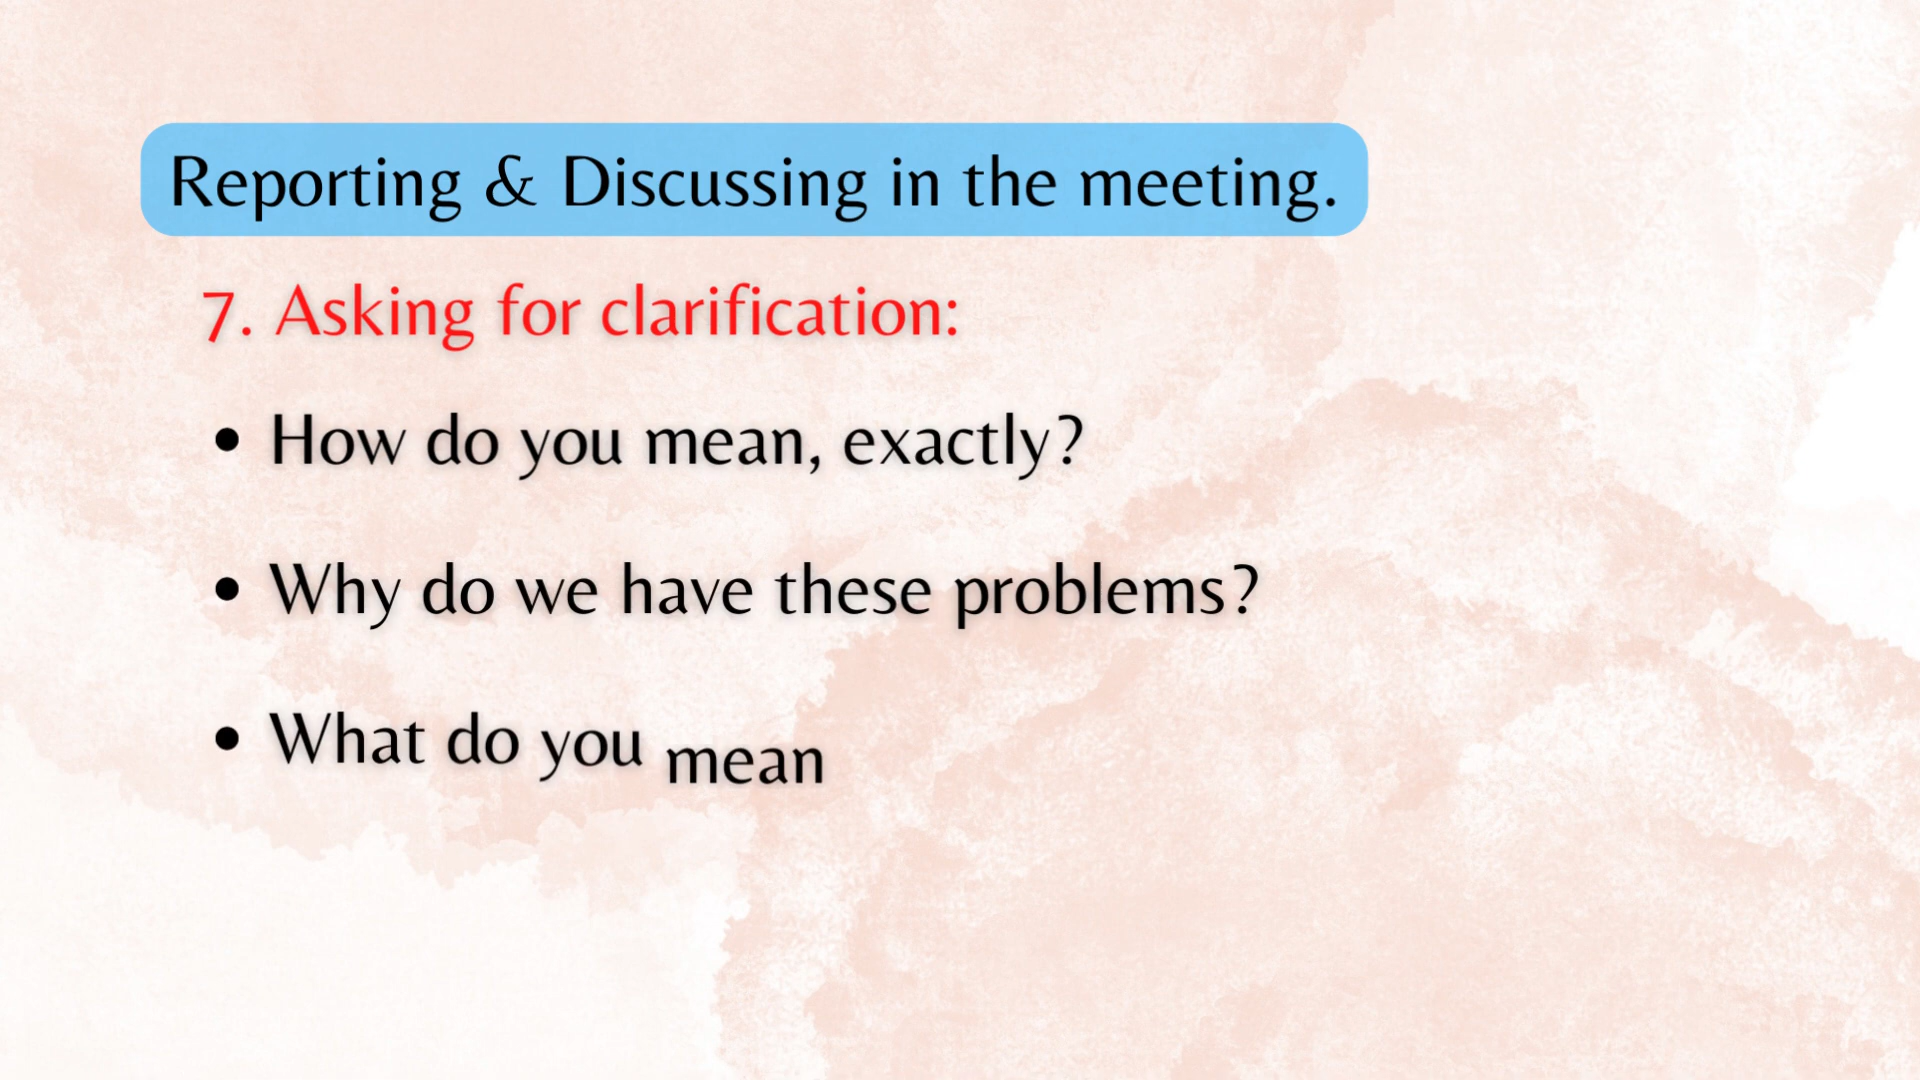 Reporting & Discussing in the meeting.
7. Asking for clarification:
• How do you mean, exactly?
• Why do we have these problems?
• What do you mean